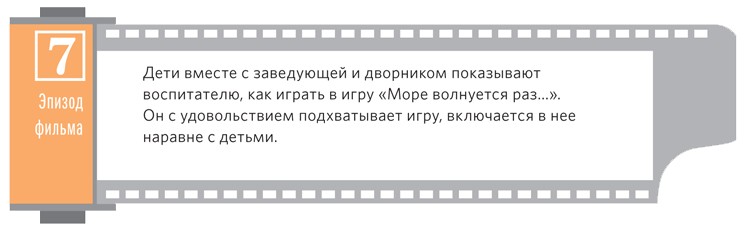 7
Эпизод
фильма
Дети вместе с заведующей и дворником показывают
воспитателю, как играть в игру «Море волнуется раз…».
Он с удовольствием подхватывает игру, включается в нее
наравне с детьми.